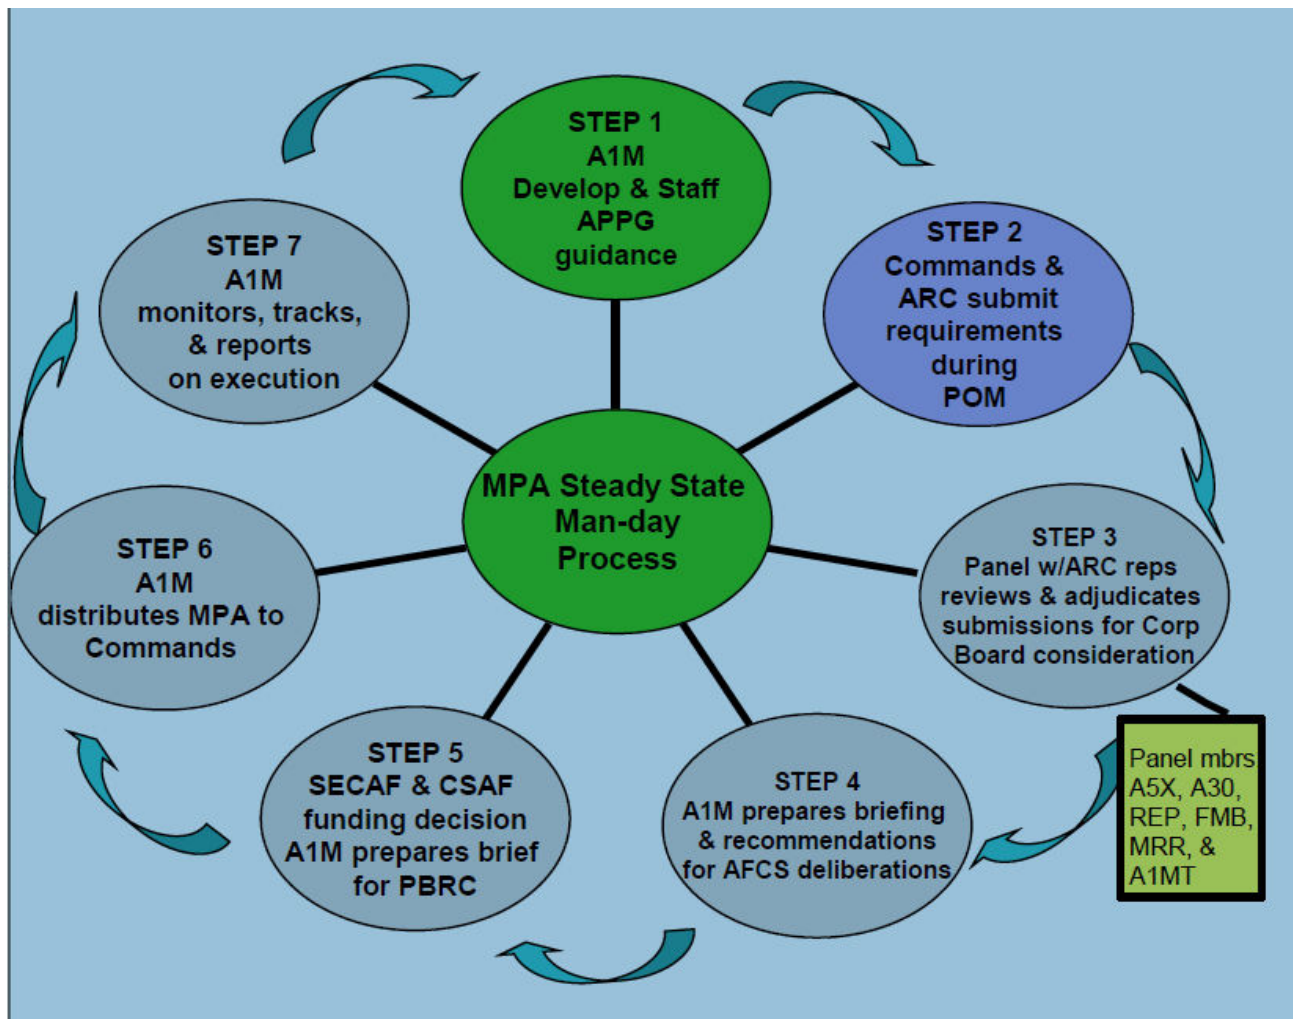 STEP 1
A1M
Develop & Staff
APPG
guidance
STEP 2
Commands &
ARC submit
requirements
during
POM
STEP 3
Panel w/ARC reps
reviews & adjudicates
submissions for Corp
Board consideration
Panel mbrs
A5X, A30,
REP, FMB,
MRR, &
A1MT
STEP 4
A1M prepares briefing
& recommendations
for AFCS deliberations
STEP 5
SECAF & CSAF
funding decision
A1M prepares brief
for PBRC
STEP 6
A1M
distributes MPA to
Commands
STEP 7
A1M
monitors, tracks,
& reports
on execution
MPA Steady State
Man-day
Process